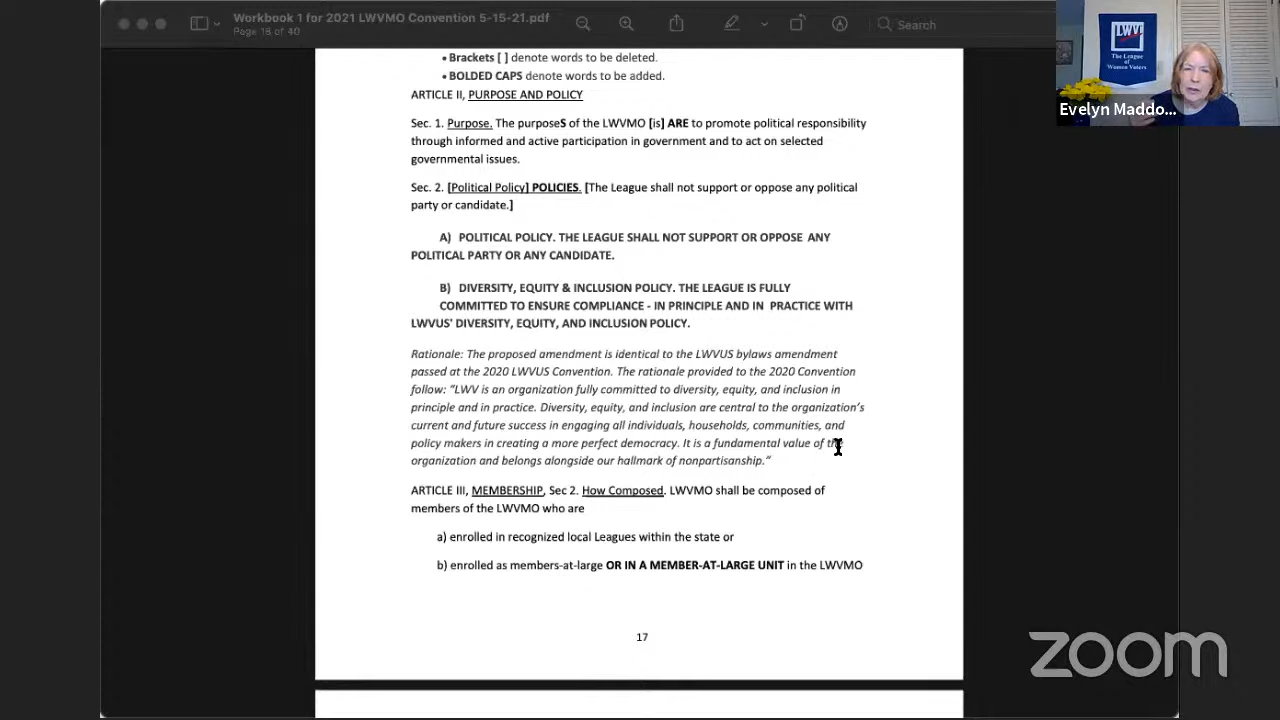 Workbook 1 for 2021 LWVMO Convention 5-15-21.pdf
Page 18 of 40
Search
• Brackets [ ] denote words to be deleted.
• BOLDED CAPS denote words to be added.
ARTICLE II, PURPOSE AND POLICY
Sec. 1. Purpose. The purposeS of the LWVMO [is] ARE to promote political responsibility
through informed and active participation in government and to act on selected
governmental issues.
Sec. 2. [Political Policy] POLICIES. [The League shall not support or oppose any political
party or candidate.]
A) POLITICAL POLICY. THE LEAGUE SHALL NOT SUPPORT OR OPPOSE ANY
POLITICAL PARTY OR ANY CANDIDATE.
B) DIVERSITY, EQUITY & INCLUSION POLICY. THE LEAGUE IS FULLY
COMMITTED TO ENSURE COMPLIANCE - IN PRINCIPLE AND IN PRACTICE WITH
LWVUS' DIVERSITY, EQUITY, AND INCLUSION POLICY.
Rationale: The proposed amendment is identical to the LWVUS bylaws amendment
passed at the 2020 LWVUS Convention. The rationale provided to the 2020 Convention
follow: “LWV is an organization fully committed to diversity, equity, and inclusion in
principle and in practice. Diversity, equity, and inclusion are central to the organization’s
current and future success in engaging all individuals, households, communities, and
policy makers in creating a more perfect democracy. It is a fundamental value of the
organization and belongs alongside our hallmark of nonpartisanship.”
ARTICLE III, MEMBERSHIP, Sec 2. How Composed. LWVMO shall be composed of
members of the LWVMO who are
a) enrolled in recognized local Leagues within the state or
b) enrolled as members-at-large OR IN A MEMBER-AT-LARGE UNIT in the LWVMO
17
LWV
The League
of
Women Voters
Evelyn Maddo...
zoom